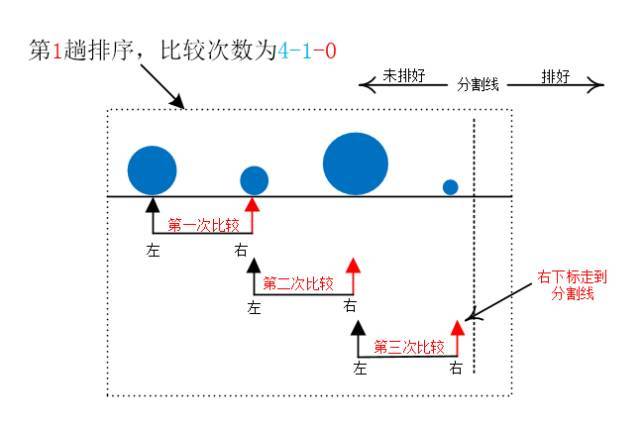 第1趟排序，比较次数为4-1-0
未排好
分割线
排好
第一次比较
左
右
第二次比较
左
右
右下标走到
分割线
第三次比较
左
右